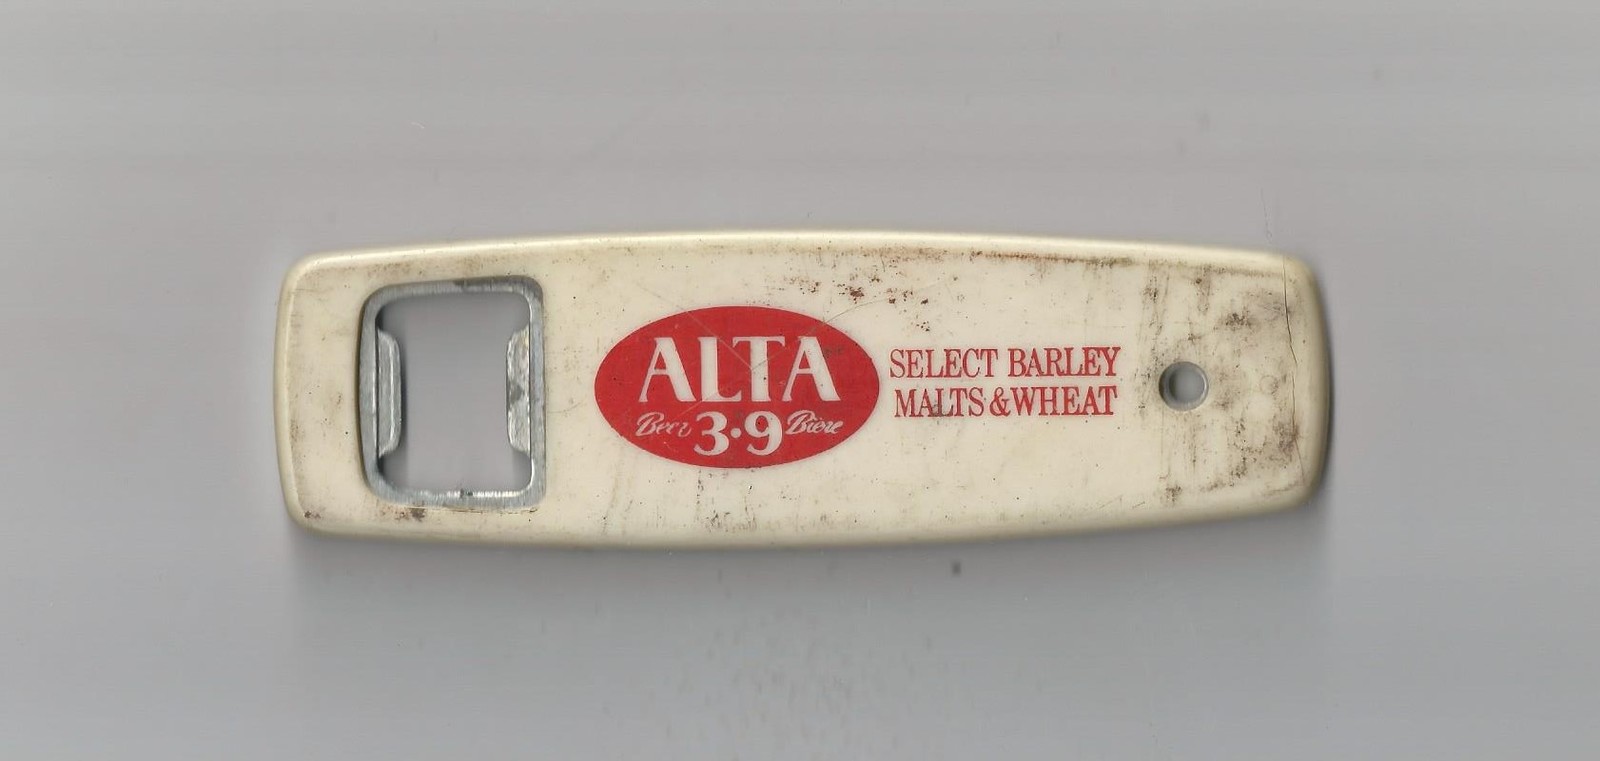 ALTA
Beer 3·9 Bière
SELECT BARLEY
MALTS & WHEAT